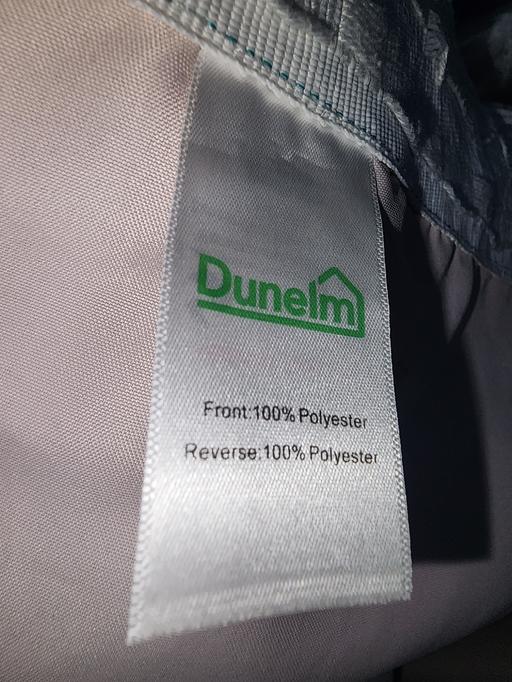 Dunelm
Front:100% Polyester
Reverse:100% Polyester